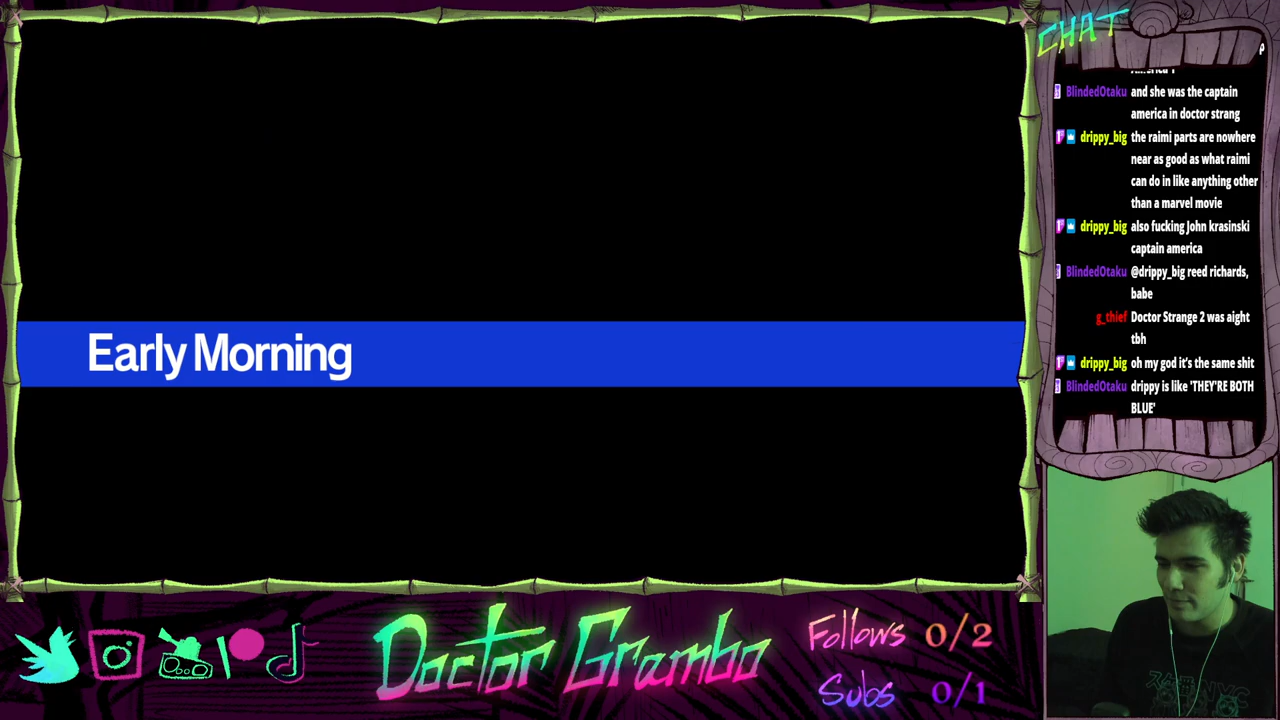 Early Morning
CHAT
BlindedOtaku and she was the captain
america in doctor strang
drippy_big the raimi parts are nowhere
near as good as what raimi
can do in like anything other
than a marvel movie
drippy_big also fucking John krasinski
captain america
BlindedOtaku @drippy_big reed richards,
babe
g_thief Doctor Strange 2 was aight
tbh
drippy_big oh my god it's the same shit
BlindedOtaku drippy is like 'THEY'RE BOTH
BLUE'
Doctor Grambo
Follows 0/2
Subs 0/1